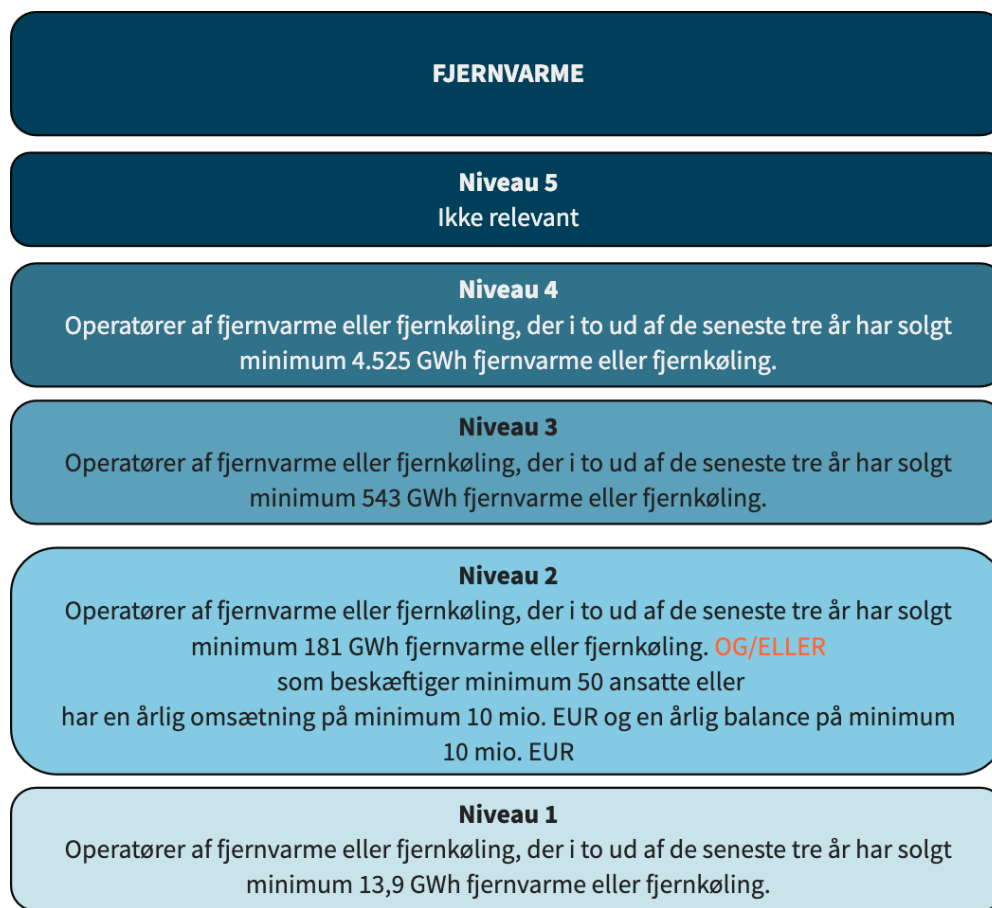 FJERNVARME
Niveau 5
Ikke relevant
Niveau 4
Operatører af fjernvarme eller fjernkøling, der i to ud af de seneste tre år har solgt
minimum 4.525 GWh fjernvarme eller fjernkøling.
Niveau 3
Operatører af fjernvarme eller fjernkøling, der i to ud af de seneste tre år har solgt
minimum 543 GWh fjernvarme eller fjernkøling.
Niveau 2
Operatører af fjernvarme eller fjernkøling, der i to ud af de seneste tre år har solgt
minimum 181 GWh fjernvarme eller fjernkøling. OG/ELLER
som beskæftiger minimum 50 ansatte eller
har en årlig omsætning på minimum 10 mio. EUR og en årlig balance på minimum
10 mio. EUR
Niveau 1
Operatører af fjernvarme eller fjernkøling, der i to ud af de seneste tre år har solgt
minimum 13,9 GWh fjernvarme eller fjernkøling.